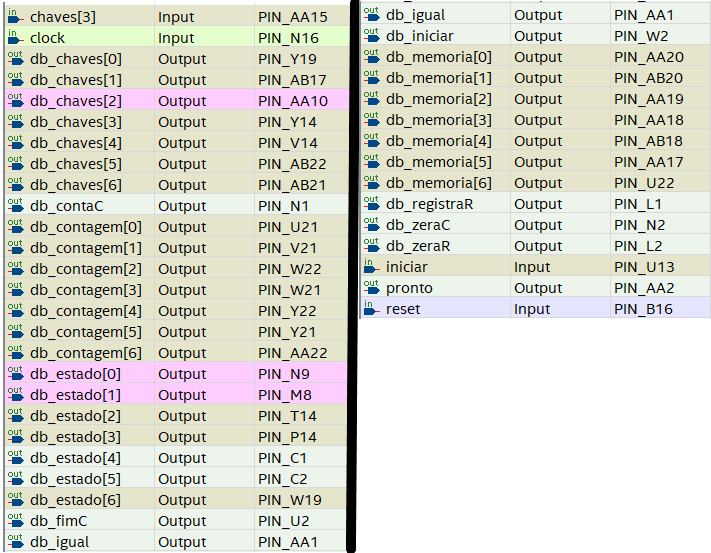 in chaves[3] Input PIN_AA15
in clock Input PIN_N16
out db_chaves[0] Output PIN_Y19
out db_chaves[1] Output PIN_AB17
out db_chaves[2] Output PIN_AA10
out db_chaves[3] Output PIN_Y14
out db_chaves[4] Output PIN_V14
out db_chaves[5] Output PIN_AB22
out db_chaves[6] Output PIN_AB21
out db_contaC Output PIN_N1
out db_contagem[0] Output PIN_U21
out db_contagem[1] Output PIN_V21
out db_contagem[2] Output PIN_W22
out db_contagem[3] Output PIN_W21
out db_contagem[4] Output PIN_Y22
out db_contagem[5] Output PIN_Y21
out db_contagem[6] Output PIN_AA22
out db_estado[0] Output PIN_N9
out db_estado[1] Output PIN_M8
out db_estado[2] Output PIN_T14
out db_estado[3] Output PIN_P14
out db_estado[4] Output PIN_C1
out db_estado[5] Output PIN_C2
out db_estado[6] Output PIN_W19
out db_fimC Output PIN_U2
out db_igual Output PIN_AA1
out db_igual Output PIN_AA1
out db_iniciar Output PIN_W2
out db_memoria[0] Output PIN_AA20
out db_memoria[1] Output PIN_AB20
out db_memoria[2] Output PIN_AA19
out db_memoria[3] Output PIN_AA18
out db_memoria[4] Output PIN_AB18
out db_memoria[5] Output PIN_AA17
out db_memoria[6] Output PIN_U22
out db_registraR Output PIN_L1
out db_zeraC Output PIN_N2
out db_zeraR Output PIN_L2
in iniciar Input PIN_U13
out pronto Output PIN_AA2
in reset Input PIN_B16